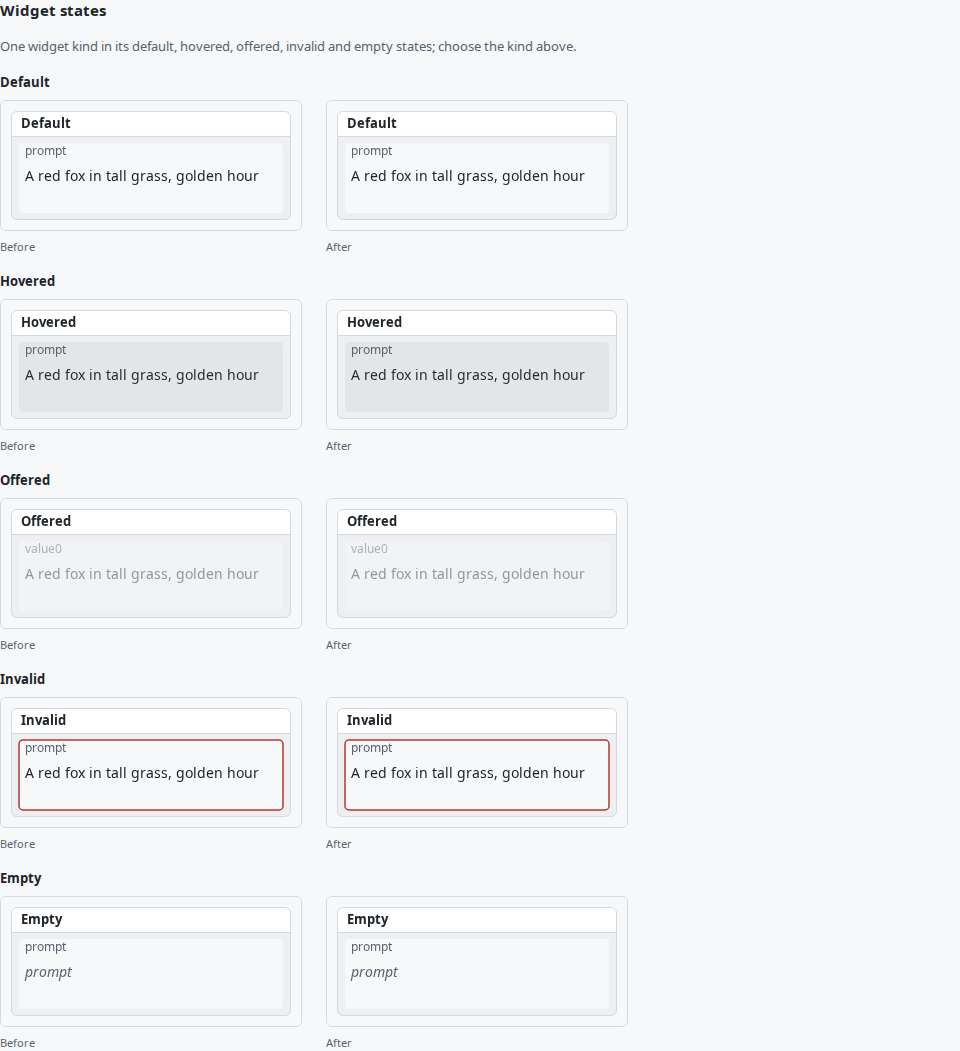 Widget states
One widget kind in its default, hovered, offered, invalid and empty states; choose the kind above.
Default
Default
Default
prompt
prompt
A red fox in tall grass, golden hour
A red fox in tall grass, golden hour
Before
After
Hovered
Hovered
Hovered
prompt
prompt
A red fox in tall grass, golden hour
A red fox in tall grass, golden hour
Before
After
Offered
Offered
Offered
value0
value0
A red fox in tall grass, golden hour
A red fox in tall grass, golden hour
Before
After
Invalid
Invalid
Invalid
prompt
prompt
A red fox in tall grass, golden hour
A red fox in tall grass, golden hour
Before
After
Empty
Empty
Empty
prompt
prompt
prompt
prompt
Before
After